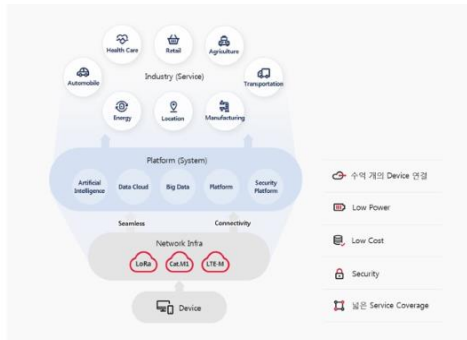 Health Care
Retail
Agriculture
Automobile
Industry (Service)
Transportation
Energy
Location
Manufacturing
Platform (System)
Artificial
Intelligence
Data Cloud
Big Data
Platform
Security
Platform
Seamless
Connectivity
Network Infra
LoRa
Cat.M1
LTE-M
Device
수억 개의 Device 연결
Low Power
Low Cost
Security
넓은 Service Coverage